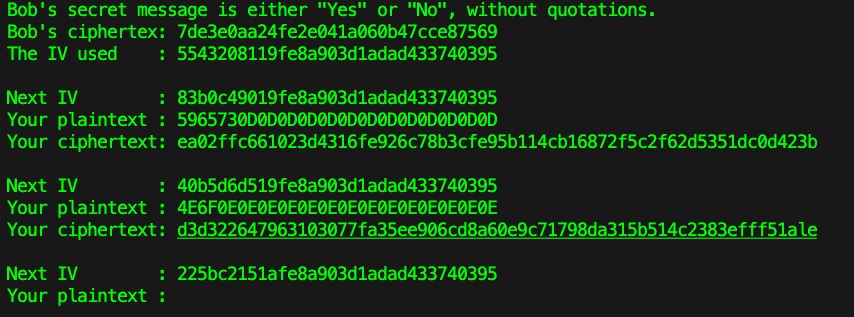 Bob's secret message is either "Yes" or "No", without quotations.
Bob's ciphertex: 7de3e0aa24fe2e041a060b47cce87569
The IV used    : 5543208119fe8a903d1adad433740395
Next IV        : 83b0c49019fe8a903d1adad433740395
Your plaintext : 5965730D0D0D0D0D0D0D0D0D0D0D0D0D
Your ciphertext: ea02ffc661023d4316fe926c78b3cfe95b114cb16872f5c2f62d5351dc0d423b
Next IV        : 40b5d6d519fe8a903d1adad433740395
Your plaintext : 4E6F0E0E0E0E0E0E0E0E0E0E0E0E0E0E
Your ciphertext: d3d322647963103077fa35ee906cd8a60e9c71798da315b514c2383efff51a1e
Next IV        : 225bc2151afe8a903d1adad433740395
Your plaintext :